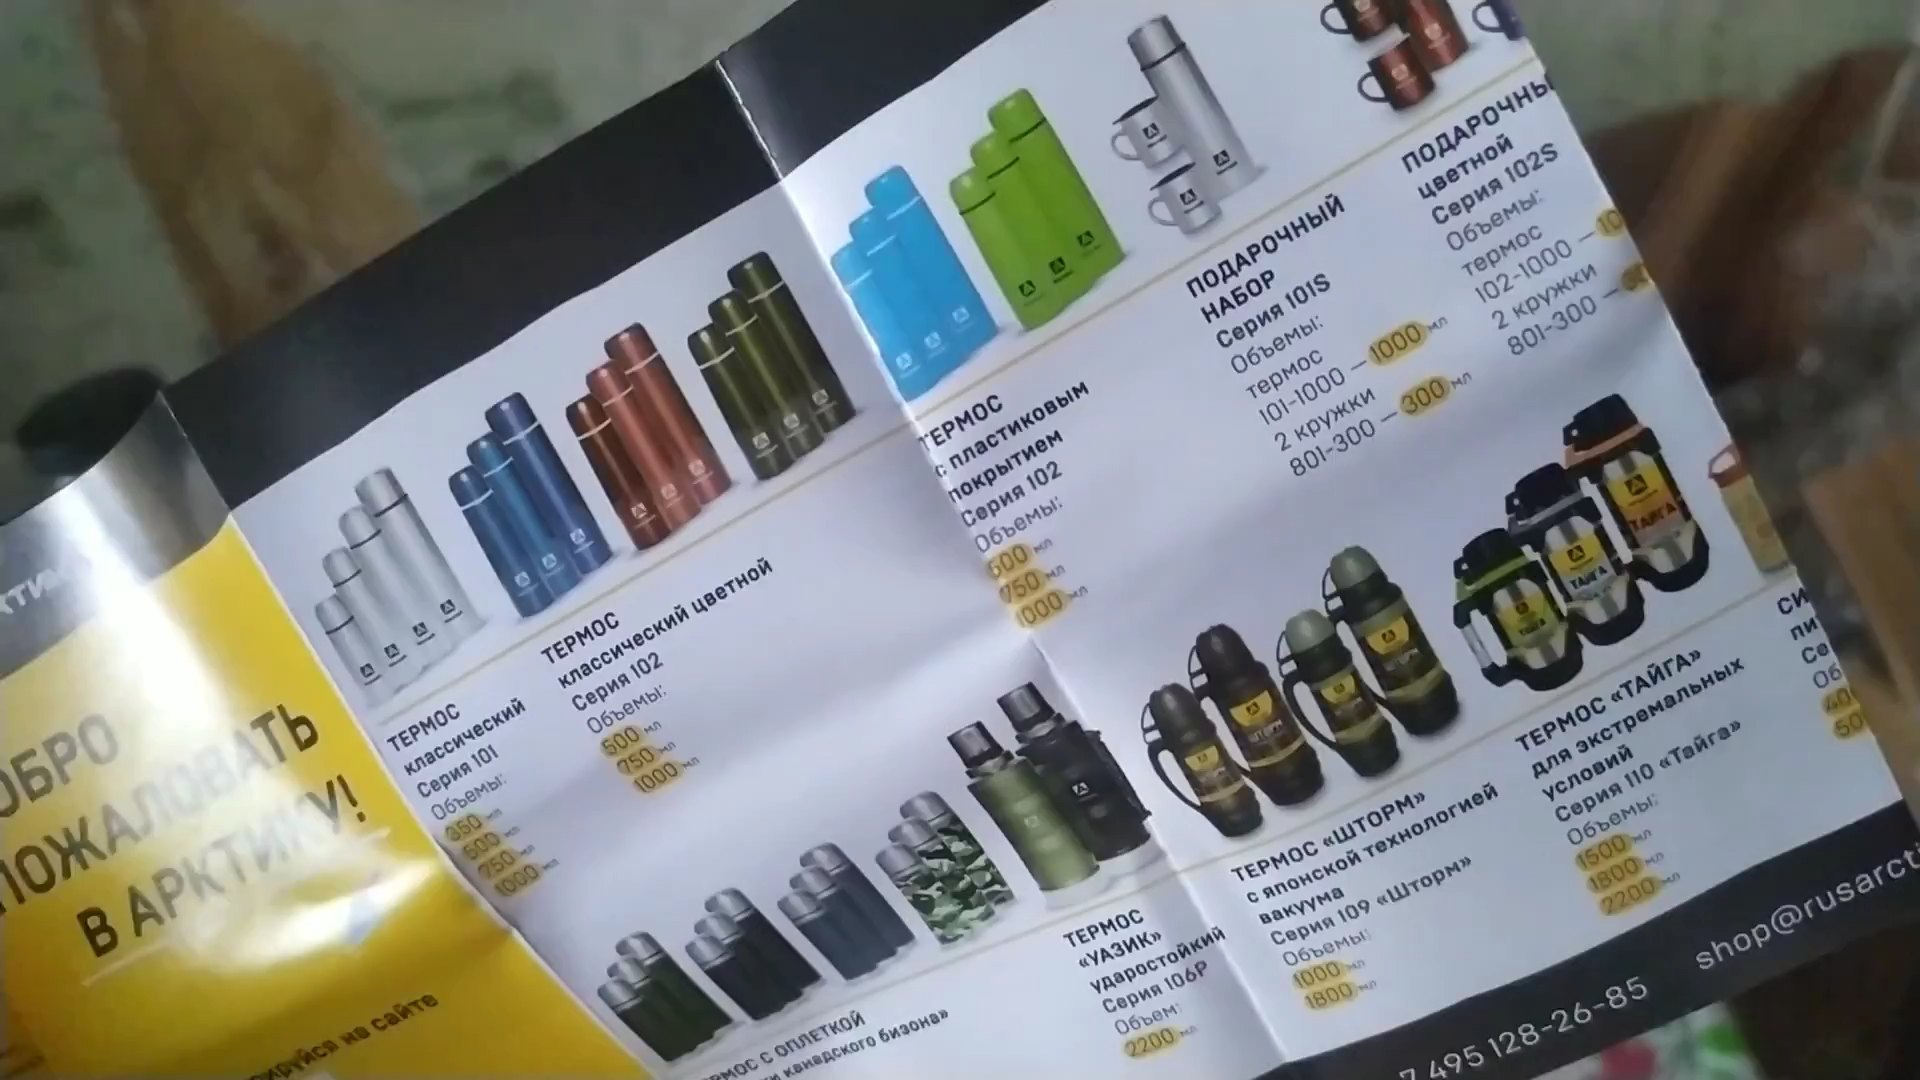 ПОЖАЛОВАТЬ
В АРКТИКУ!
на сайте
ТЕРМОС
классический
Серия 101
Объемы:
350 мл
500 мл
750 мл
1000 мл
ТЕРМОС
классический цветной
Серия 102
Объемы:
500 мл
750 мл
1000 мл
ТЕРМОС
с пластиковым
покрытием
Серия 102
Объемы:
500 мл
750 мл
1000 мл
ПОДАРОЧНЫЙ
НАБОР
Серия 101S
Объемы:
термос
101-1000 — 1000 мл
2 кружки
801-300 — 300 мл
ПОДАРОЧНЫ
цветной
Серия 102S
Объемы:
термос
102-1000 — 10
2 кружки
801-300 —
С ОПЛЕТКОЙ
канадского бизона»
ТЕРМОС
«УАЗИК»
ударостойкий
Серия 106P
Объем:
2200 мл
ТЕРМОС «ШТОРМ»
с японской технологией
вакуума
Серия 109 «Шторм»
Объемы:
1000 мл
1800 мл
ТАЙГА
ТАЙГА
ТАЙГА
ТЕРМОС «ТАЙГА»
для экстремальных
условий
Серия 110 «Тайга»
Объемы:
1500 мл
1800 мл
2200 мл
7 495 128-26-85
shop@rusarcti